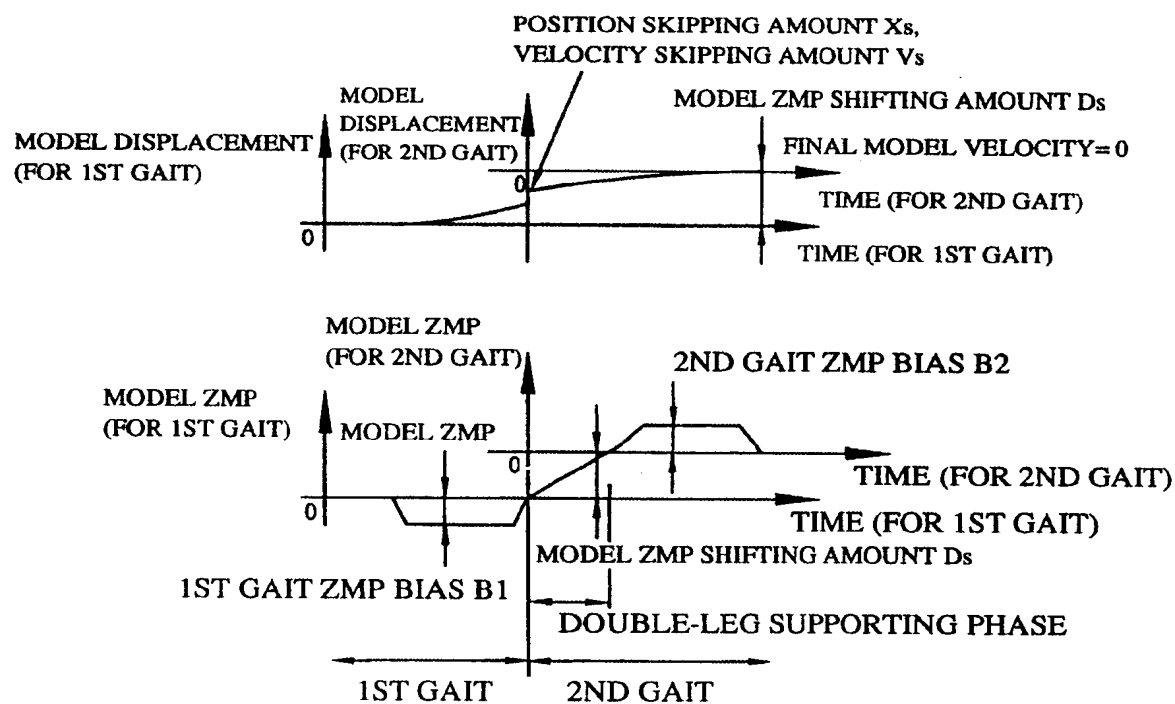 POSITION SKIPPING AMOUNT Xs,
VELOCITY SKIPPING AMOUNT Vs
MODEL
DISPLACEMENT
(FOR 2ND GAIT)
MODEL ZMP SHIFTING AMOUNT Ds
MODEL DISPLACEMENT
(FOR 1ST GAIT)
FINAL MODEL VELOCITY=0
0
TIME (FOR 2ND GAIT)
0
TIME (FOR 1ST GAIT)
MODEL ZMP
(FOR 2ND GAIT)
2ND GAIT ZMP BIAS B2
MODEL ZMP
(FOR 1ST GAIT)
MODEL ZMP
0
TIME (FOR 2ND GAIT)
0
TIME (FOR 1ST GAIT)
MODEL ZMP SHIFTING AMOUNT Ds
1ST GAIT ZMP BIAS B1
DOUBLE-LEG SUPPORTING PHASE
1ST GAIT
2ND GAIT